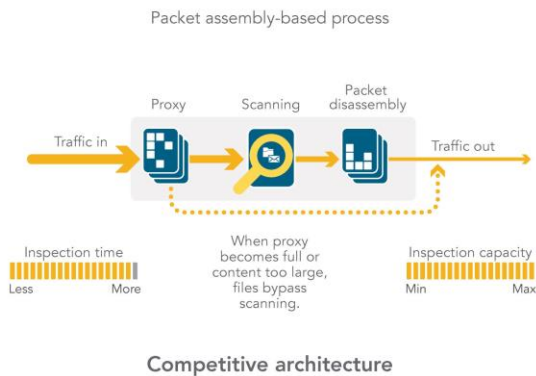 Packet assembly-based process
Proxy
Scanning
Packet
disassembly
Traffic in
Traffic out
Inspection time
Less
More
When proxy
becomes full or
content too large,
files bypass
scanning.
Inspection capacity
Min
Max
Competitive architecture